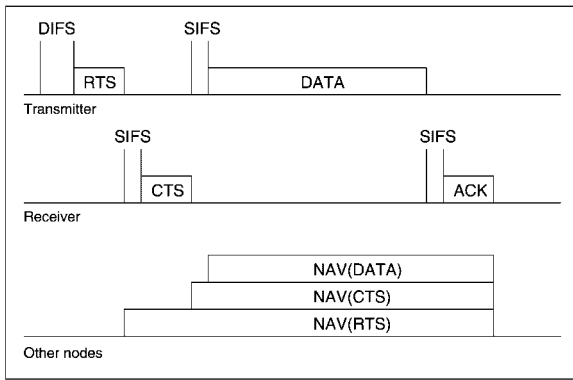 DIFS SIFS
RTS DATA
Transmitter
SIFS SIFS
CTS ACK
Receiver
NAV(DATA)
NAV(CTS)
NAV(RTS)
Other nodes